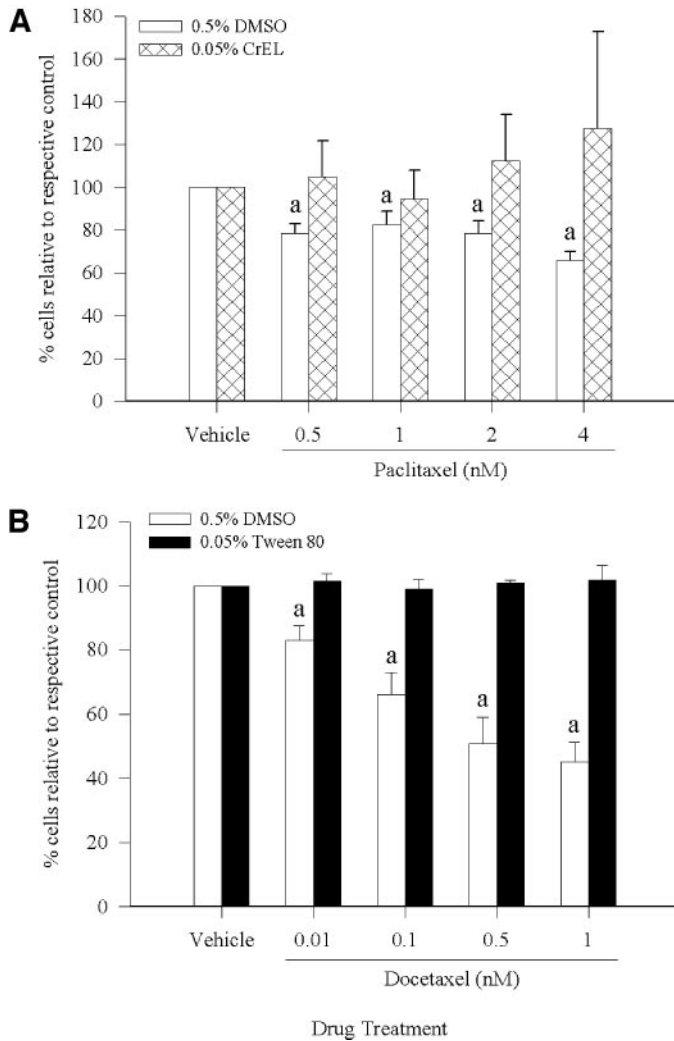 A
0.5% DMSO
0.05% CrEL
180
160
140
120
100
80
60
40
20
0
% cells relative to respective control
a
a
a
a
Vehicle 0.5 1 2 4
Paclitaxel (nM)
B
0.5% DMSO
0.05% Tween 80
120
100
80
60
40
20
0
% cells relative to respective control
a
a
a
a
Vehicle 0.01 0.1 0.5 1
Docetaxel (nM)
Drug Treatment